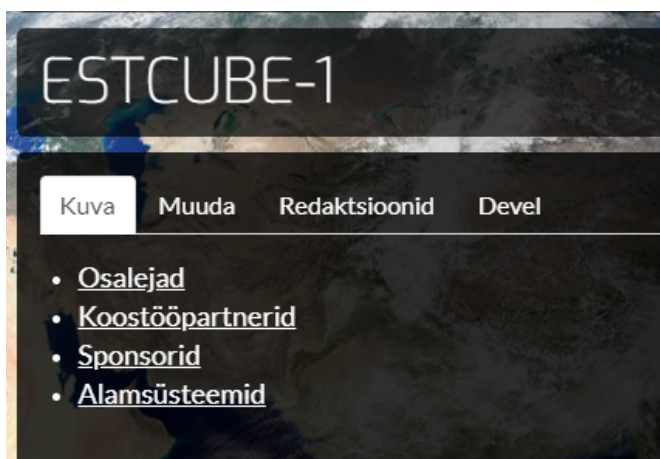 ESTCUBE-1
Kuva Muuda Redaktsioonid Devel
Osalejad
Koostööpartnerid
Sponsorid
Alamsüsteemid